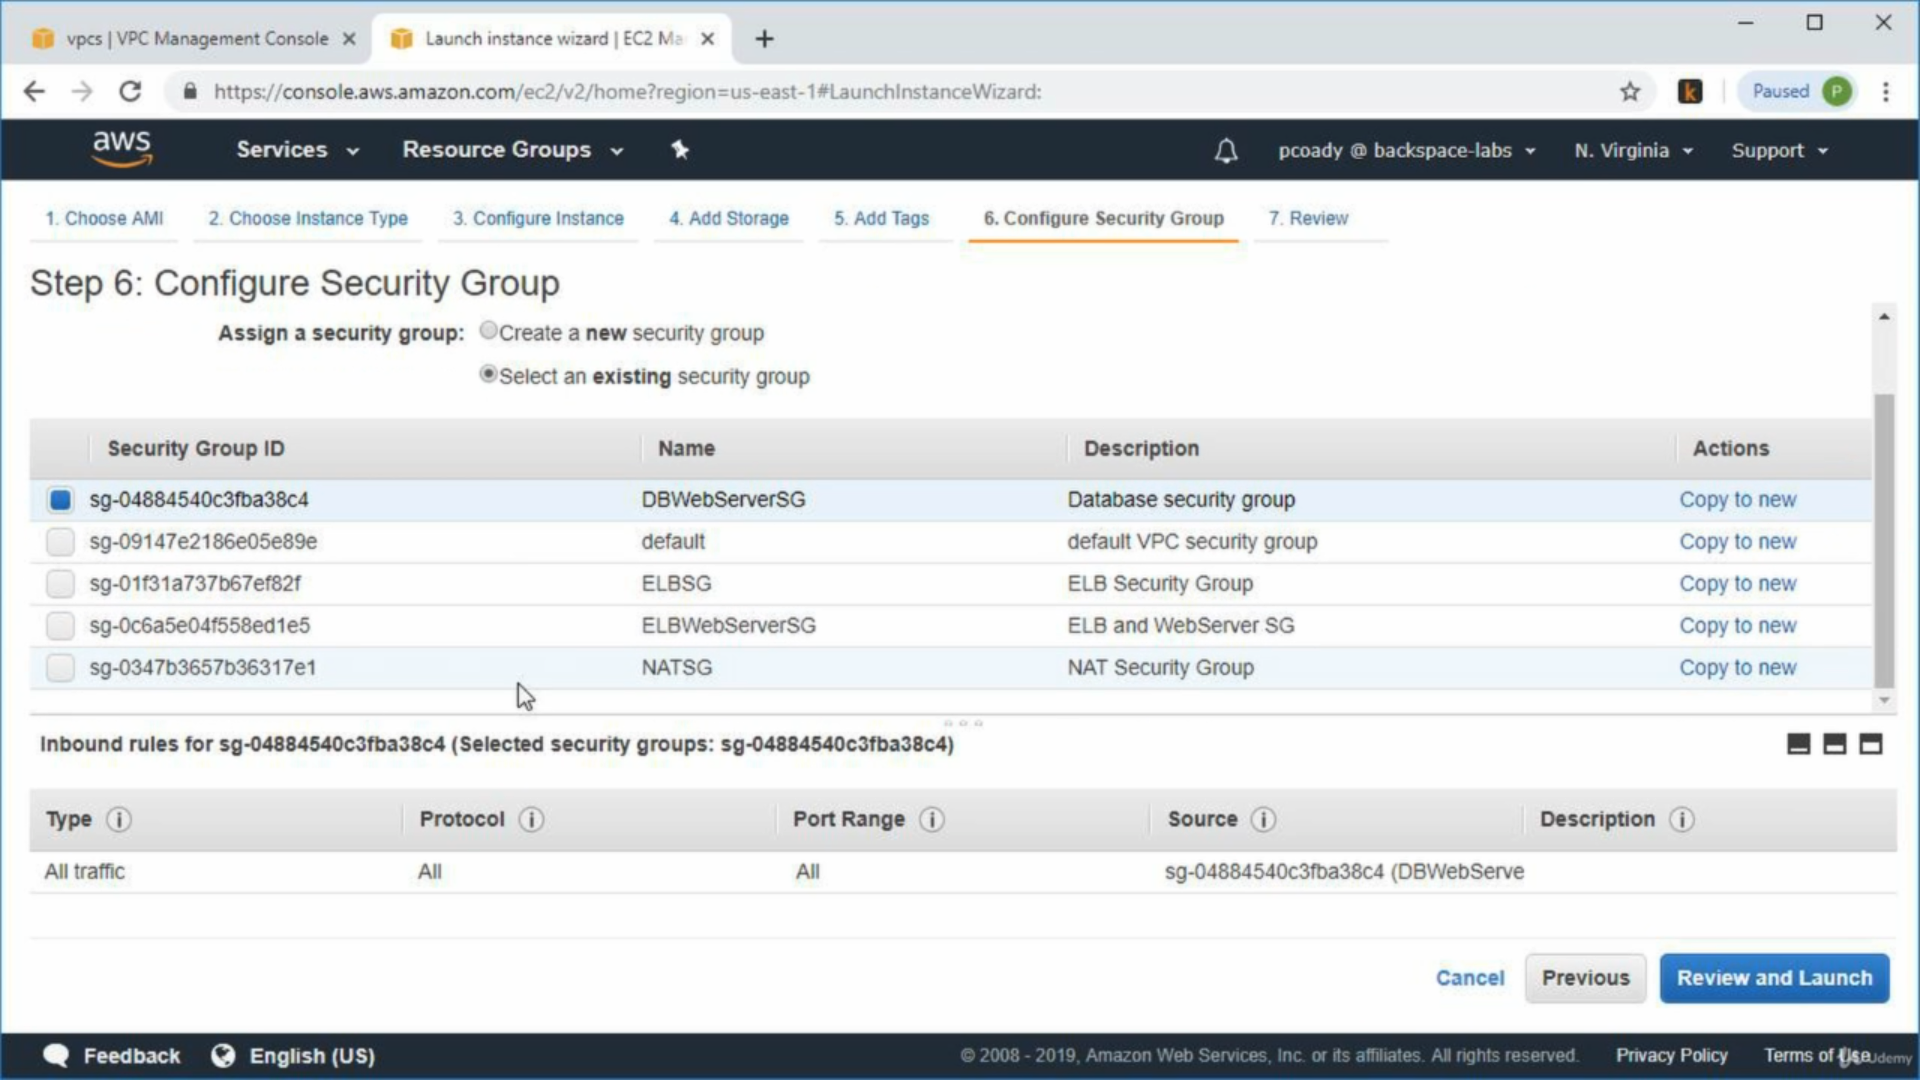 vpcs | VPC Management Console
Launch instance wizard | EC2 Ma
https://console.aws.amazon.com/ec2/v2/home?region=us-east-1#LaunchInstanceWizard:
k
Paused P
aws Services Resource Groups pcoady @ backspace-labs N. Virginia Support
1. Choose AMI 2. Choose Instance Type 3. Configure Instance 4. Add Storage 5. Add Tags 6. Configure Security Group 7. Review
Step 6: Configure Security Group
Assign a security group: Create a new security group
Select an existing security group
Security Group ID Name Description Actions
sg-04884540c3fba38c4 DBWebServerSG Database security group Copy to new
sg-09147e2186e05e89e default default VPC security group Copy to new
sg-01f31a737b67ef82f ELBSG ELB Security Group Copy to new
sg-0c6a5e04f558ed1e5 ELBWebServerSG ELB and WebServer SG Copy to new
sg-0347b3657b36317e1 NATSG NAT Security Group Copy to new
Inbound rules for sg-04884540c3fba38c4 (Selected security groups: sg-04884540c3fba38c4)
Type i Protocol i Port Range i Source i Description i
All traffic All All sg-04884540c3fba38c4 (DBWebServe
Cancel Previous Review and Launch
Feedback English (US) © 2008 - 2019, Amazon Web Services, Inc. or its affiliates. All rights reserved. Privacy Policy Terms of Use
Udemy